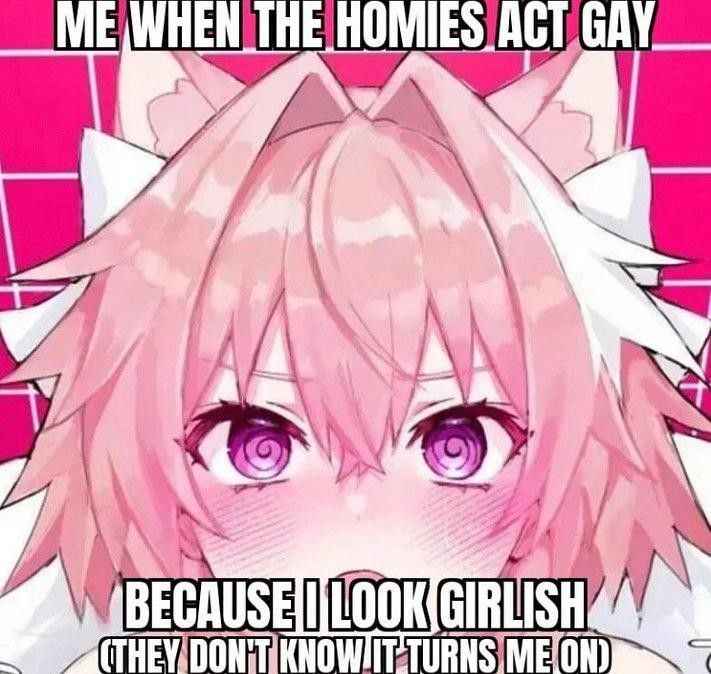 ME WHEN THE HOMIES ACT GAY
BECAUSE I LOOK GIRLISH
(THEY DON'T KNOW IT TURNS ME ON)